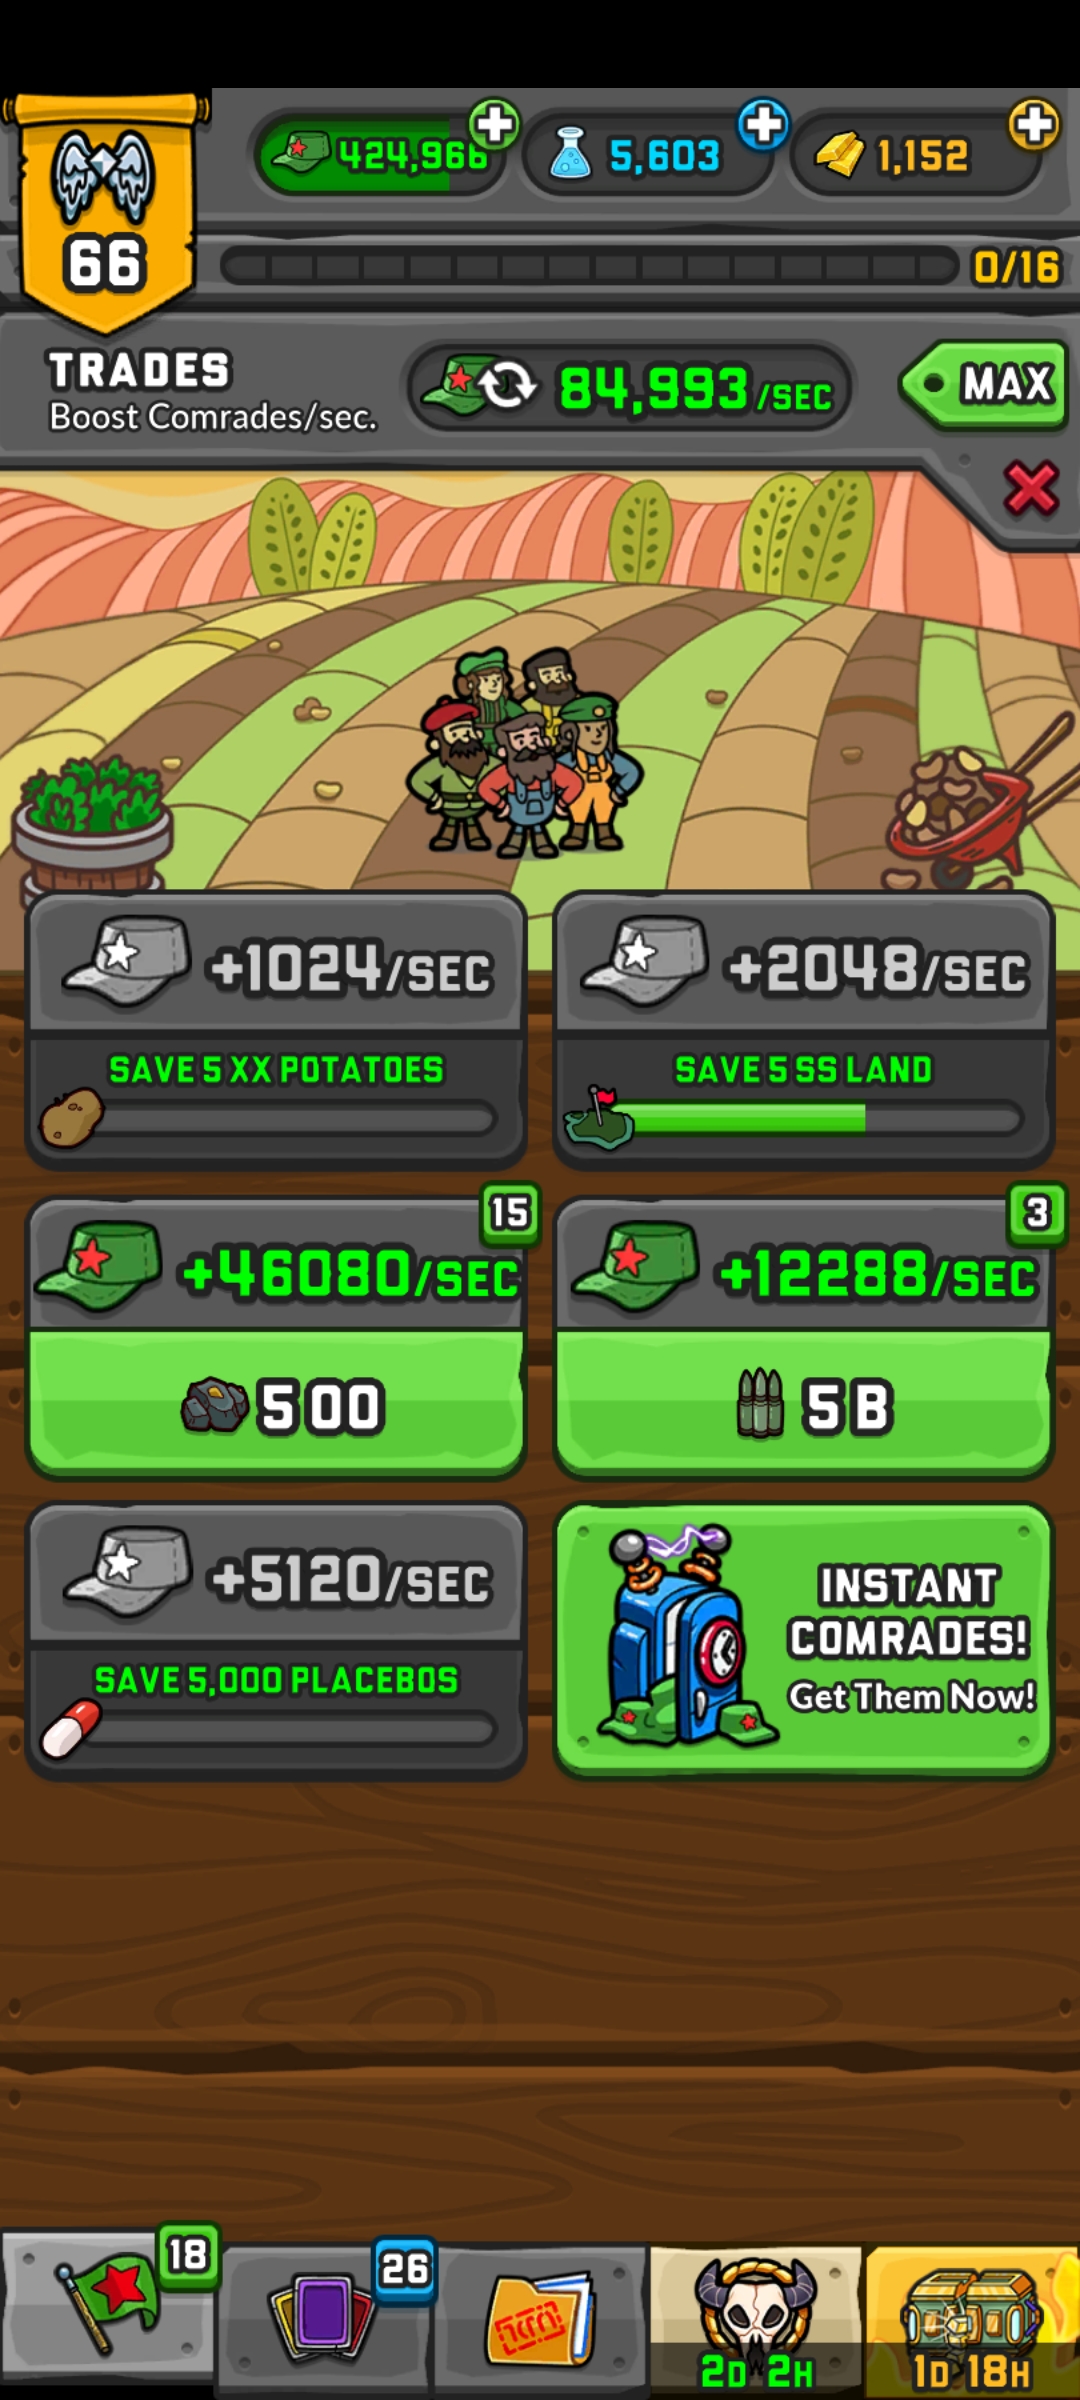 424,966
5,603
1,152
66
0/16
TRADES
Boost Comrades/sec.
84,993/SEC
MAX
+1024/SEC
+2048/SEC
SAVE 5 XX POTATOES
SAVE 5 SS LAND
15
3
+46080/SEC
+12288/SEC
500
5 B
+5120/SEC
INSTANT
COMRADES!
Get Them Now!
SAVE 5,000 PLACEBOS
18
26
2D 2H
1D 18H